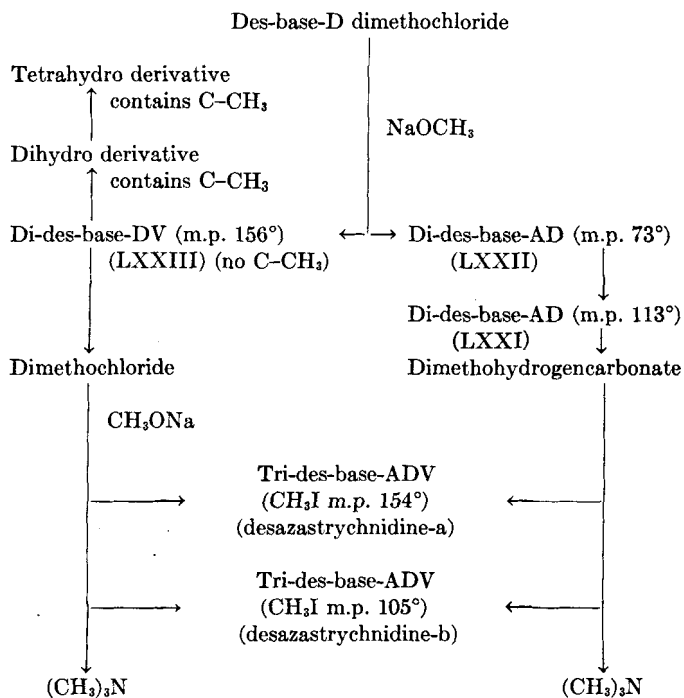 Des-base-D dimethochloride
Tetrahydro derivative
contains C–CH₃
NaOCH₃
Dihydro derivative
contains C–CH₃
Di-des-base-DV (m.p. 156°)
(LXXIII) (no C–CH₃)
Di-des-base-AD (m.p. 73°)
(LXXII)
Di-des-base-AD (m.p. 113°)
(LXXI)
Dimethochloride
Dimethohydrogencarbonate
CH₃ONa
Tri-des-base-ADV
(CH₃I m.p. 154°)
(desazastrychnidine-a)
Tri-des-base-ADV
(CH₃I m.p. 105°)
(desazastrychnidine-b)
(CH₃)₃N
(CH₃)₃N